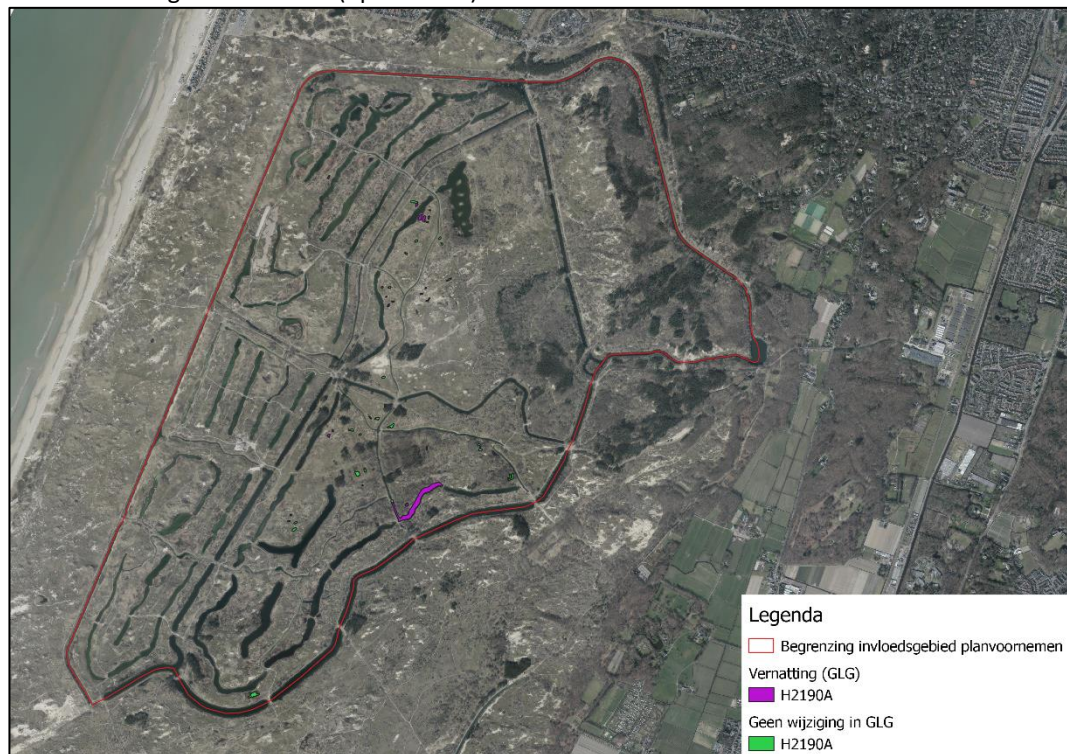 Legenda
Begrenzing invloedsgebied planvoornemen
Vernatting (GLG)
H2190A
Geen wijziging in GLG
H2190A